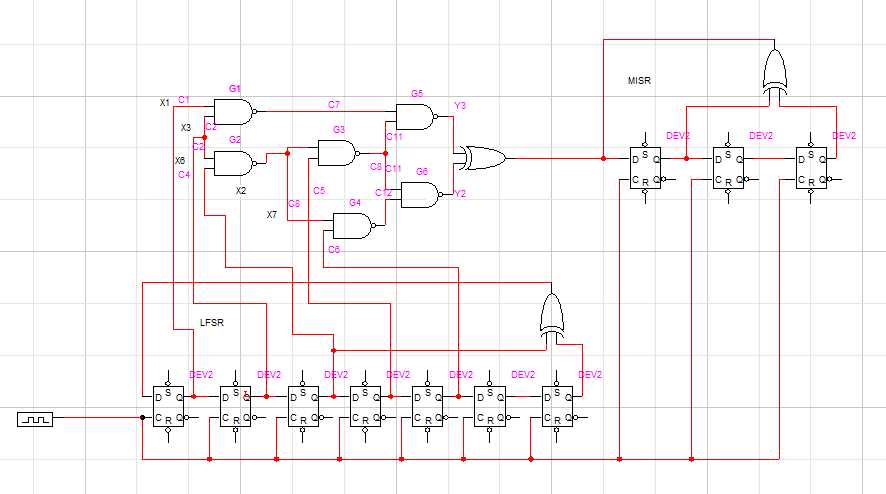 MISR
G1
X1 C1
C7
G5
Y3
X3 C2
G2
C2
X6
C4
G3
C11
C8 C11
G6
X2
C5
C12
Y2
C8
X7
G4
C6
DEV2 DEV2 DEV2
D S Q D S Q D S Q
C R Q C R Q C R Q
LFSR
DEV2 DEV2 DEV2 DEV2 DEV2 DEV2 DEV2
D S Q D S Q D S Q D S Q D S Q D S Q D S Q
C R Q C R Q C R Q C R Q C R Q C R Q C R Q